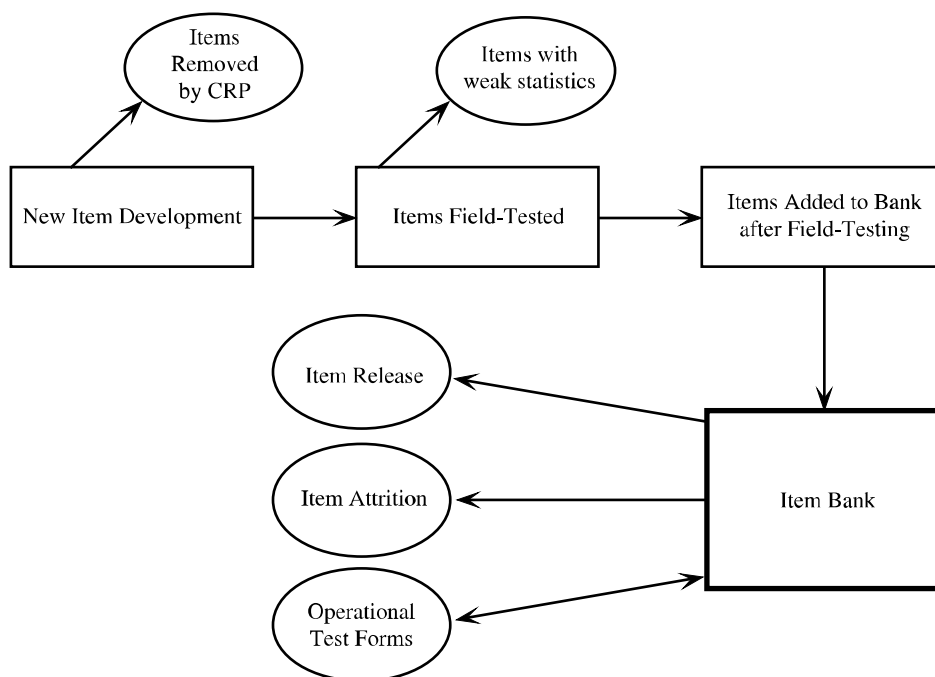 Items
Removed
by CRP
Items with
weak statistics
New Item Development
Items Field-Tested
Items Added to Bank
after Field-Testing
Item Release
Item Attrition
Item Bank
Operational
Test Forms